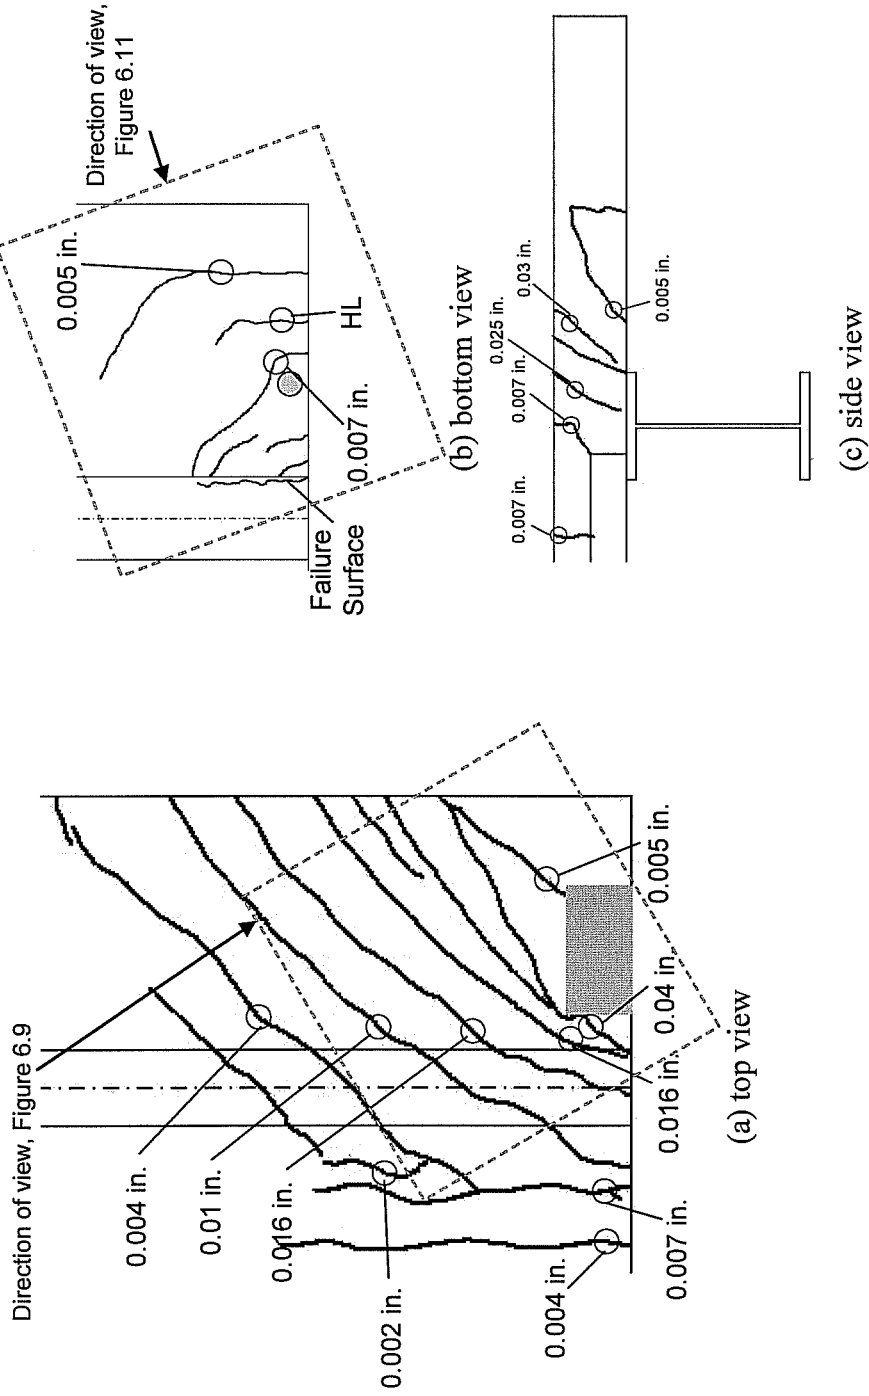 Direction of view, Figure 6.9
0.004 in.
0.01 in.
0.016 in.
0.002 in.
0.004 in.
0.007 in.
0.016 in.
0.04 in.
0.005 in.
(a) top view
Direction of view,
Figure 6.11
0.005 in.
HL
0.007 in.
Failure
Surface
(b) bottom view
0.007 in.
0.007 in.
0.025 in.
0.03 in.
0.005 in.
(c) side view